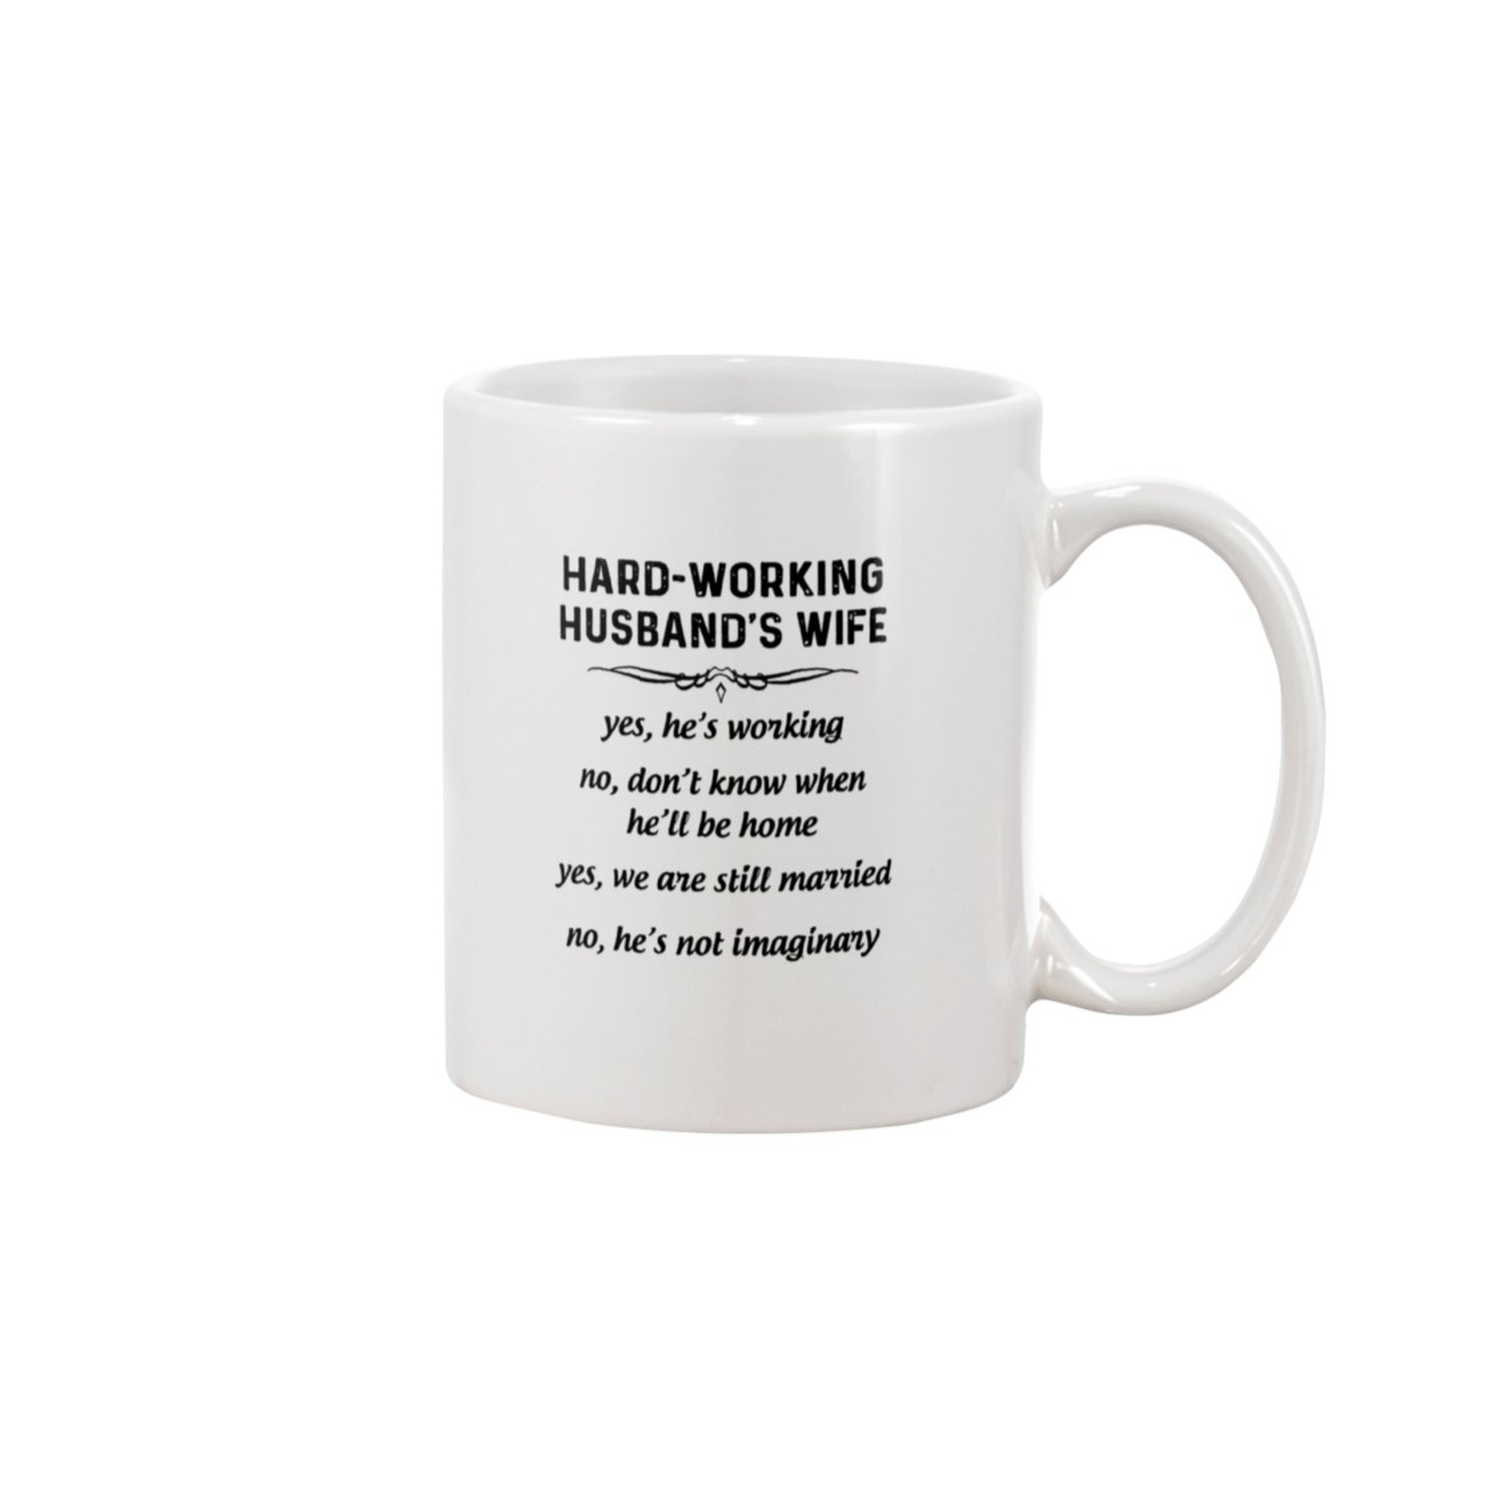 HARD-WORKING
HUSBAND'S WIFE
yes, he's working
no, don't know when
he'll be home
yes, we are still married
no, he's not imaginary